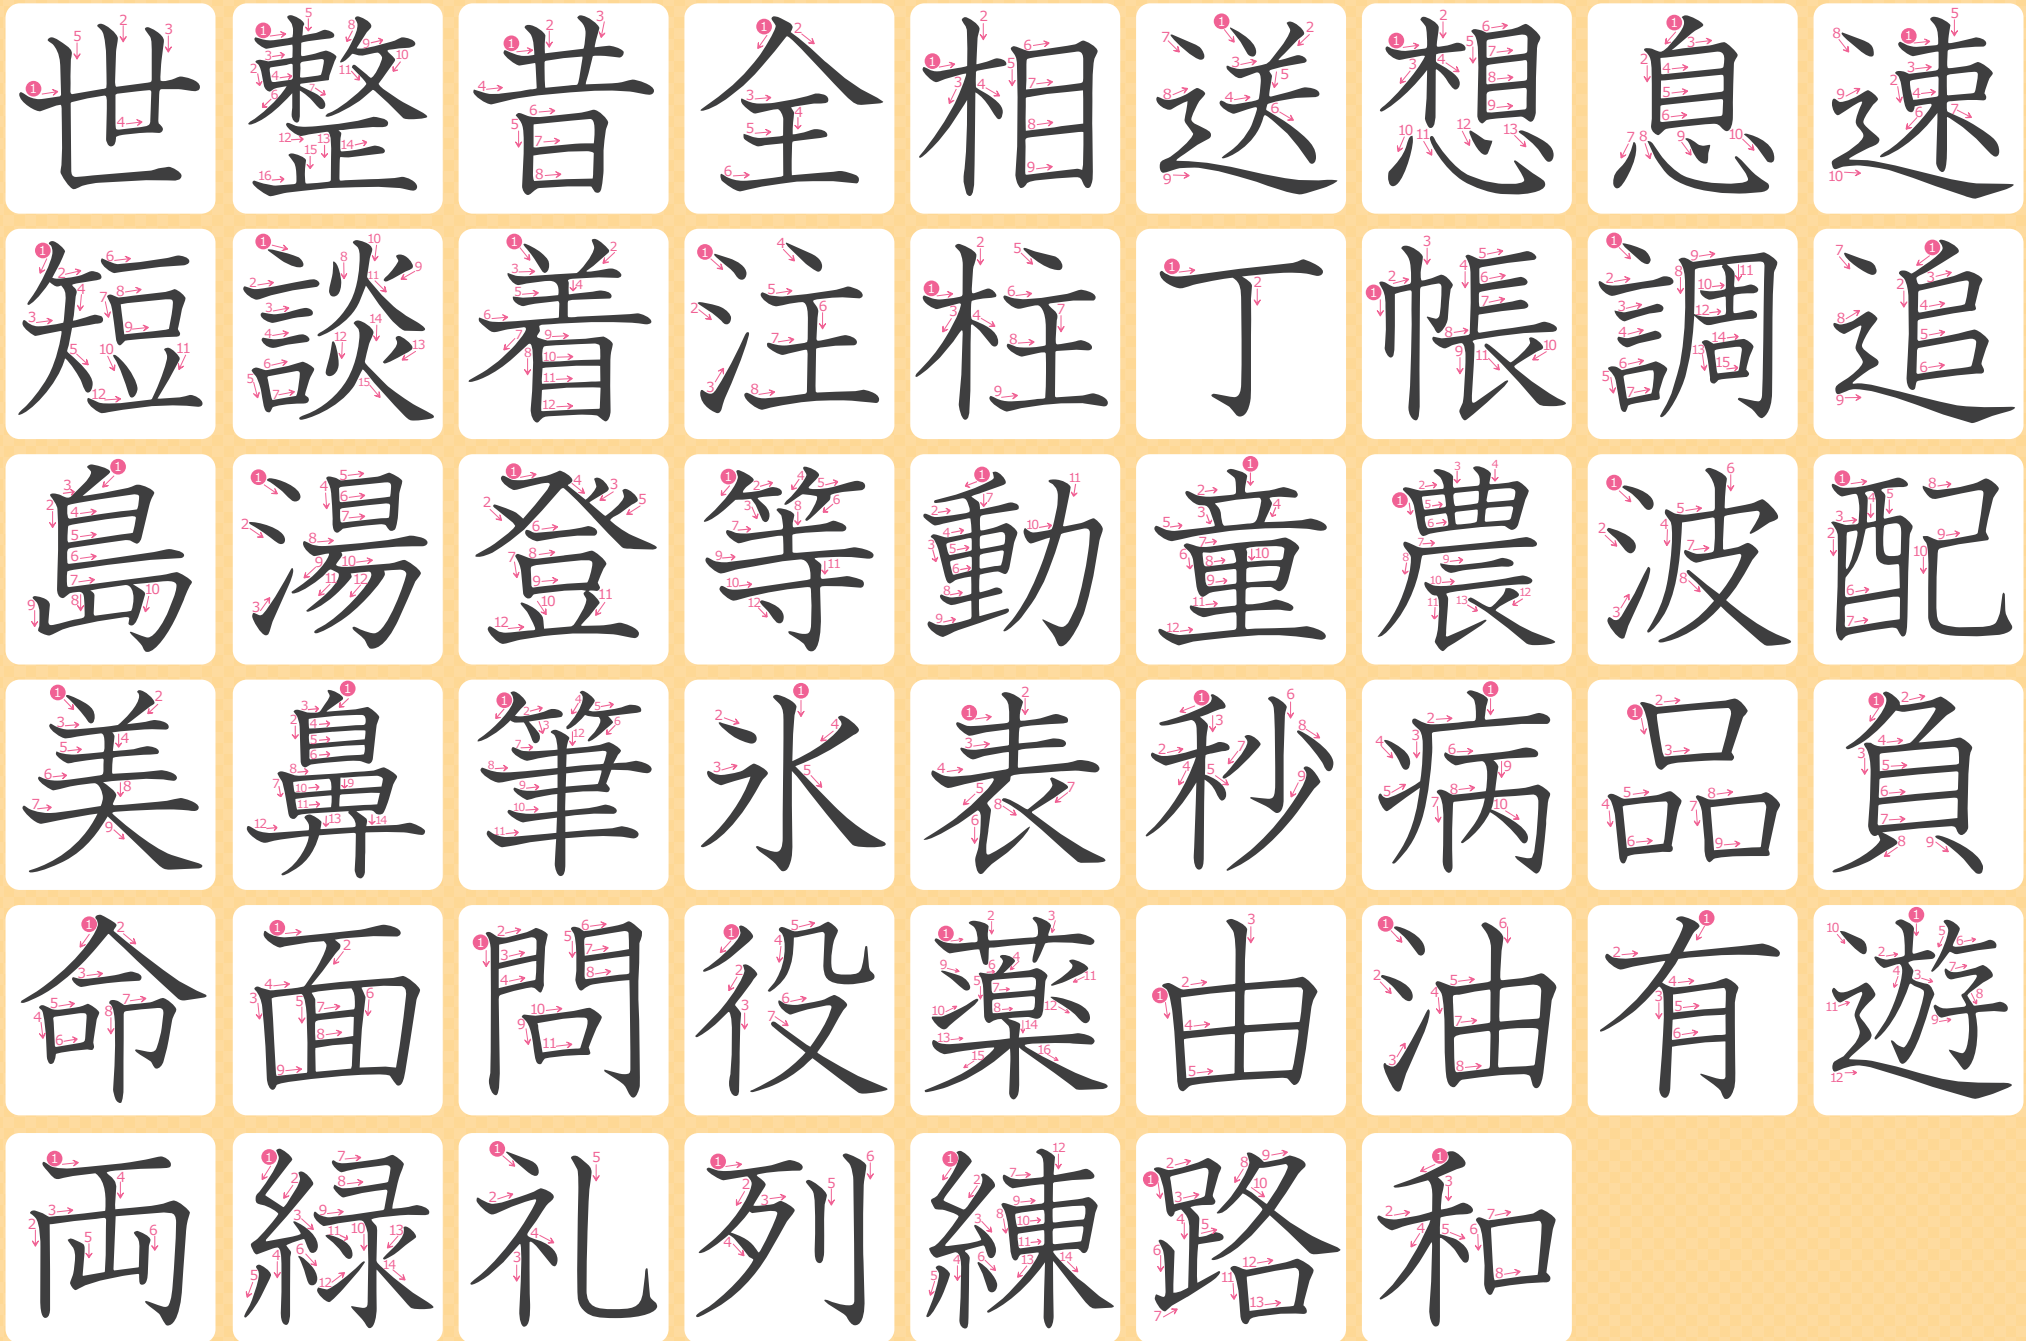 世 整 昔 全 相 送 想 息 速
短 談 着 注 柱 丁 帳 調 追
島 湯 登 等 動 童 農 波 配
美 鼻 筆 氷 表 秒 病 品 負
命 面 問 役 薬 由 油 有 遊
両 緑 礼 列 練 路 和